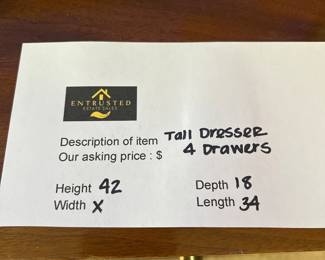 ENTRUSTED
ESTATE SALES
Description of item Tall Dresser
Our asking price : $ 4 Drawers
Height 42 Depth 18
Width X Length 34